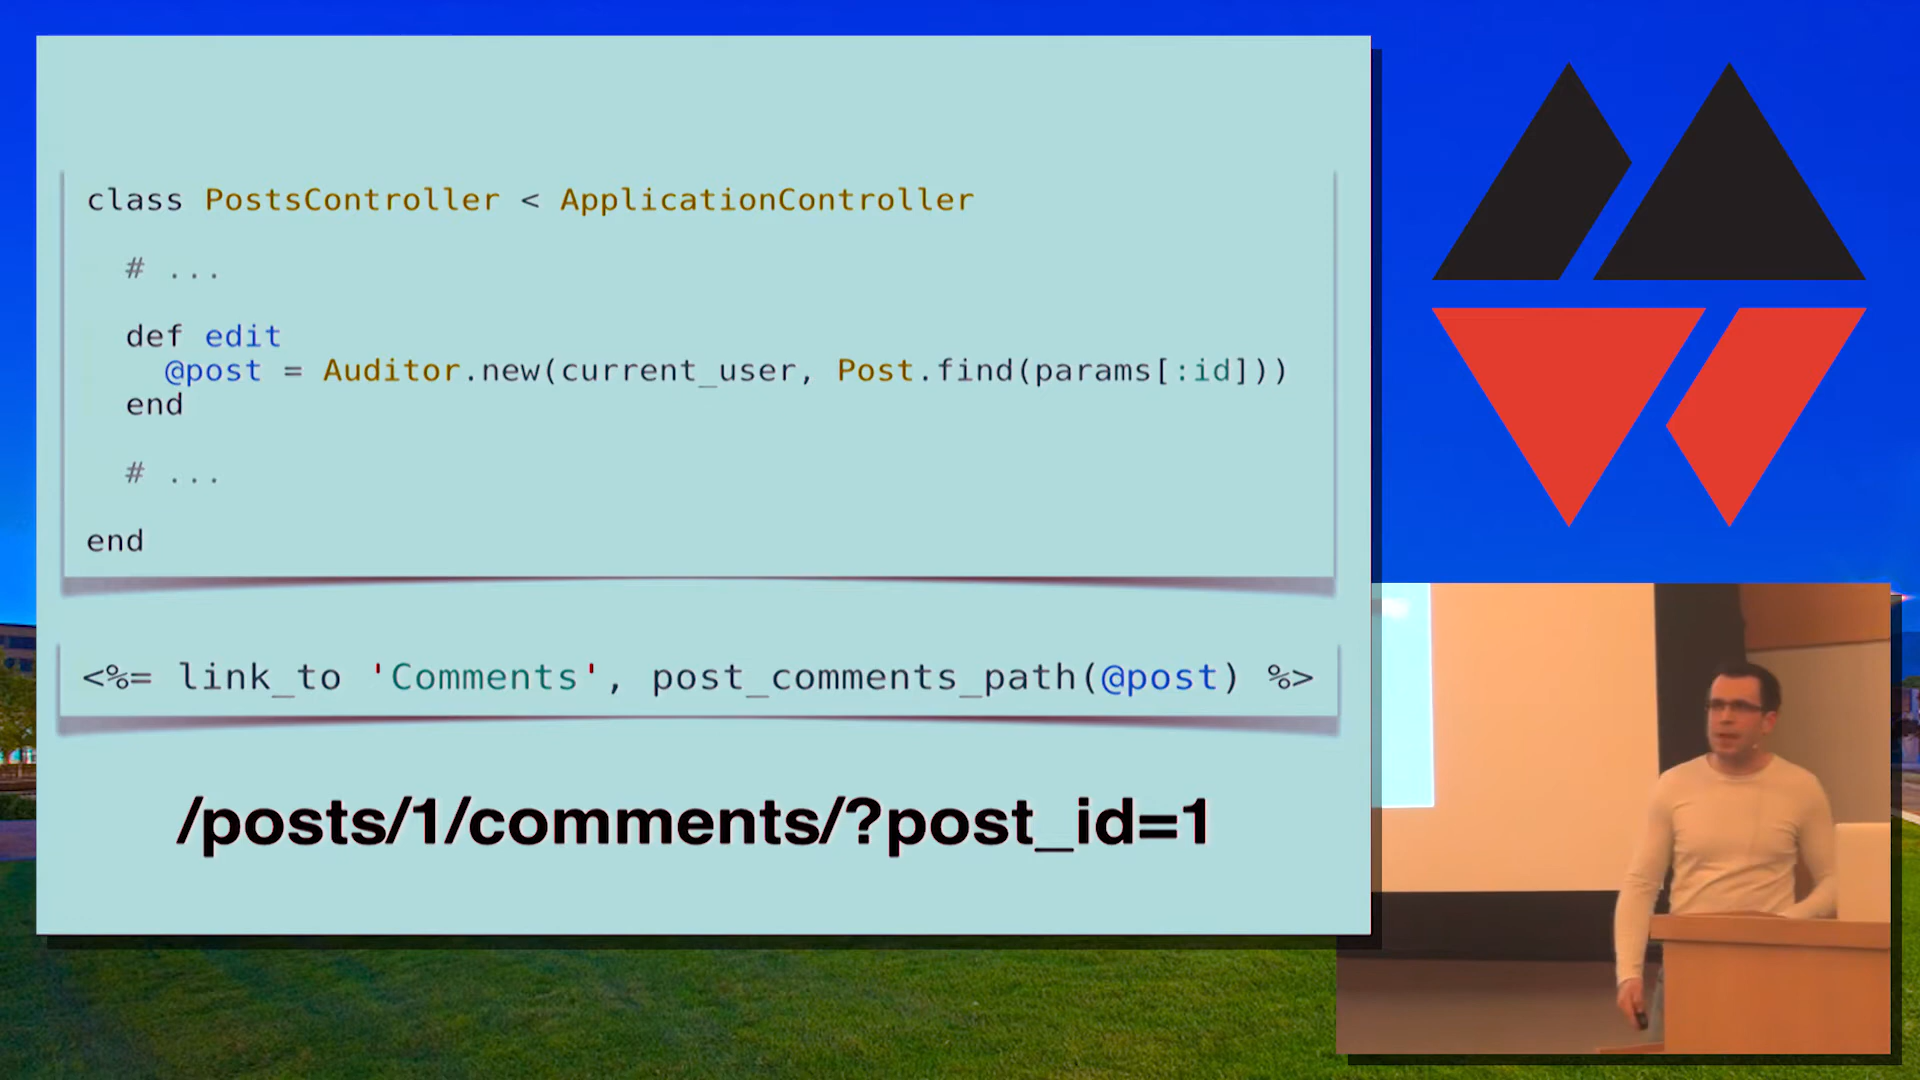 class PostsController < ApplicationController
# ...
def edit
@post = Auditor.new(current_user, Post.find(params[:id]))
end
# ...
end
<%= link_to 'Comments', post_comments_path(@post) %>
/posts/1/comments/?post_id=1